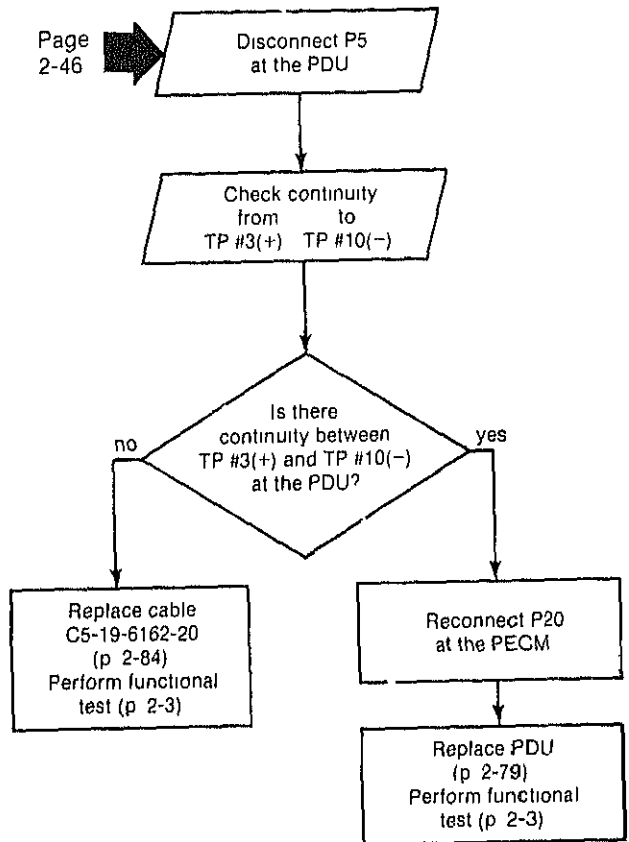 Page
2-46
Disconnect P5
at the PDU
Check continuity
from to
TP #3(+) TP #10(−)
Is there
continuity between
TP #3(+) and TP #10(−)
at the PDU?
no
yes
Replace cable
C5-19-6162-20
(p 2-84)
Perform functional
test (p 2-3)
Reconnect P20
at the PECM
Replace PDU
(p 2-79)
Perform functional
test (p 2-3)